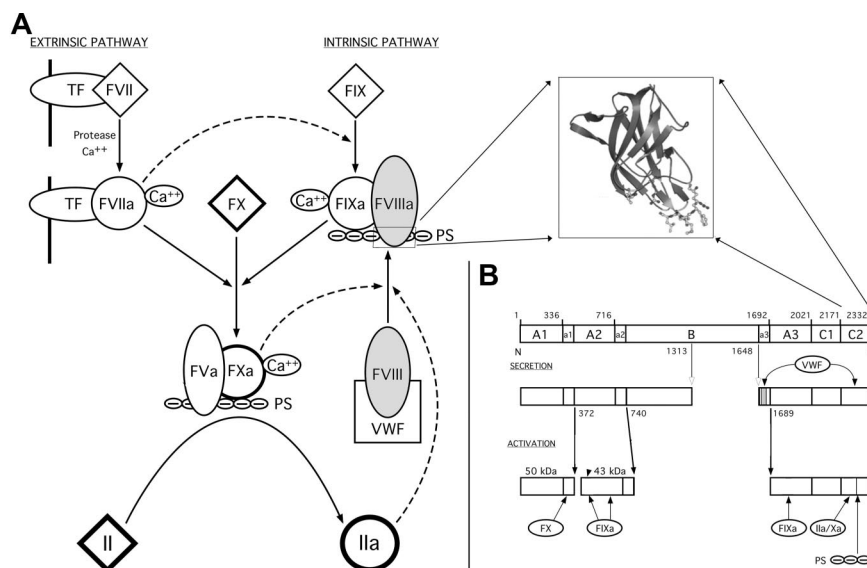 A
EXTRINSIC PATHWAY
INTRINSIC PATHWAY
TF
FVII
FIX
Protease
Ca++
TF
FVIIa
Ca++
FX
Ca++
FIXa
FVIIIa
PS
FVa
FXa
Ca++
PS
FVIII
VWF
II
IIa
B
1 336 716 1692 2021 2171 2332
A1 a1 A2 a2 B a3 A3 C1 C2
N
1313 1648
SECRETION
VWF
372 740 1689
ACTIVATION
50 kDa 43 kDa
FX FIXa FIXa IIa/Xa
PS